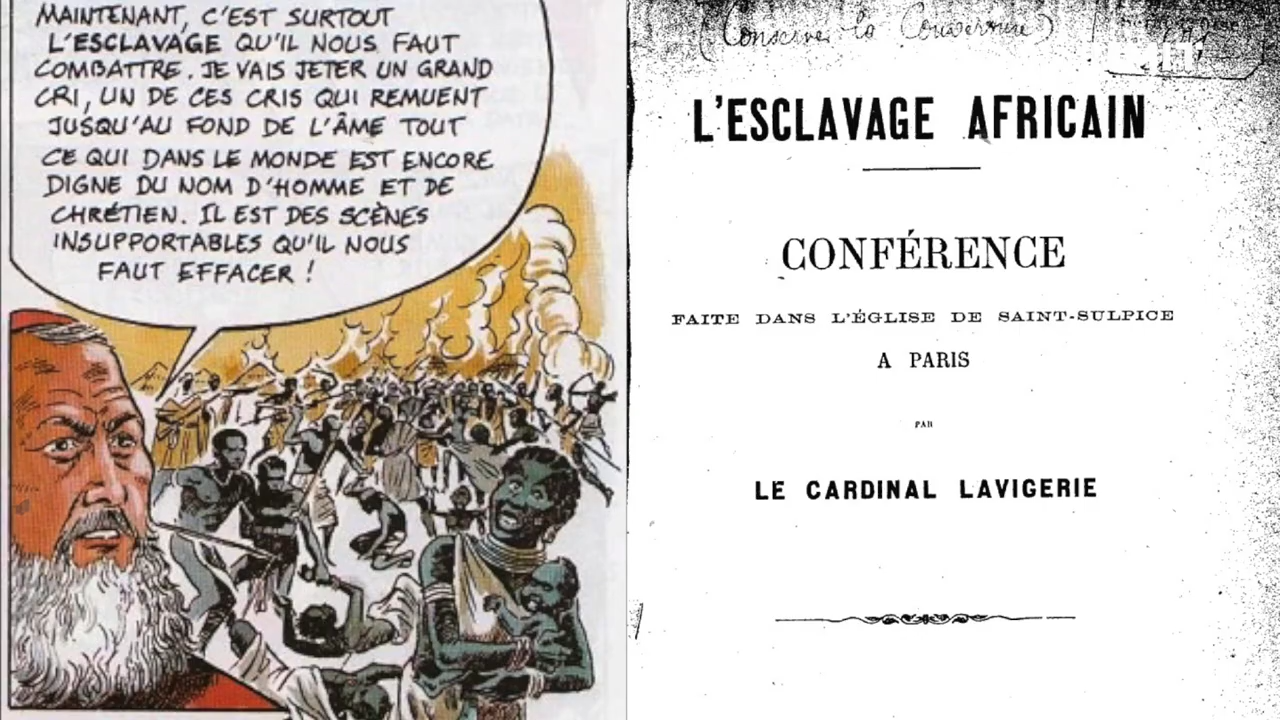 MAINTENANT, C'EST SURTOUT
L'ESCLAVAGE QU'IL NOUS FAUT
COMBATTRE. JE VAIS JETER UN GRAND
CRI, UN DE CES CRIS QUI REMUENT
JUSQU'AU FOND DE L'ÂME TOUT
CE QUI DANS LE MONDE EST ENCORE
DIGNE DU NOM D'HOMME ET DE
CHRÉTIEN. IL EST DES SCÈNES
INSUPPORTABLES QU'IL NOUS
FAUT EFFACER !
(Conserver la Couverture)
L'ESCLAVAGE AFRICAIN
CONFÉRENCE
FAITE DANS L'ÉGLISE DE SAINT-SULPICE
A PARIS
PAR
LE CARDINAL LAVIGERIE